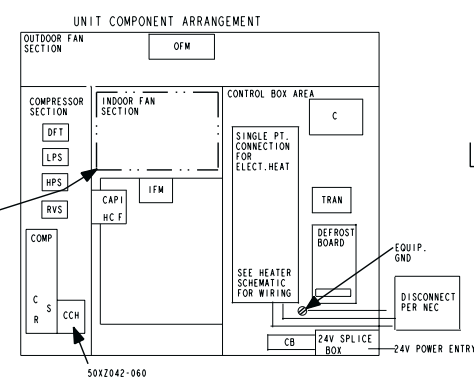 UNIT COMPONENT ARRANGEMENT
OUTDOOR FAN
SECTION
OFM
COMPRESSOR
SECTION
INDOOR FAN
SECTION
CONTROL BOX AREA
C
DFT
LPS
HPS
RVS
SINGLE PT.
CONNECTION
FOR
ELECT.HEAT
IFM
CAP1
HC F
TRAN
COMP
DEFROST
BOARD
EQUIP.
GND
SEE HEATER
SCHEMATIC
FOR WIRING
DISCONNECT
PER NEC
C
S
R
CCH
CB
24V SPLICE
BOX
24V POWER ENTRY
50XZ042-060